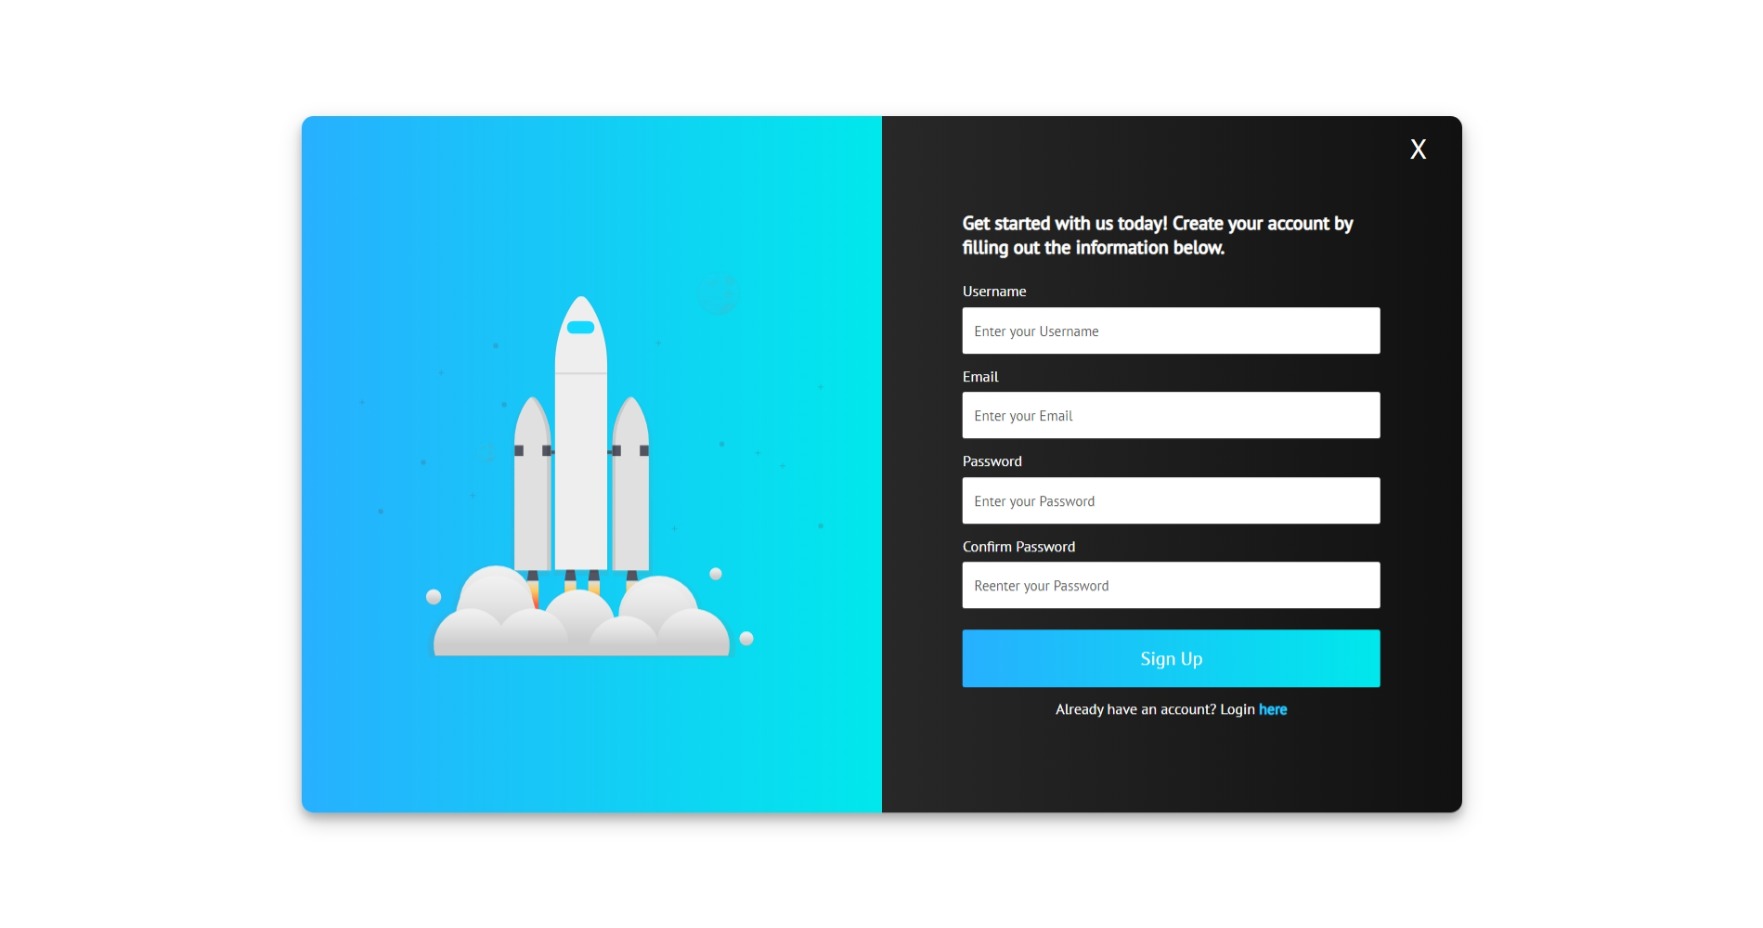 X
Get started with us today! Create your account by
filling out the information below.
Username
Enter your Username
Email
Enter your Email
Password
Enter your Password
Confirm Password
Reenter your Password
Sign Up
Already have an account? Login here